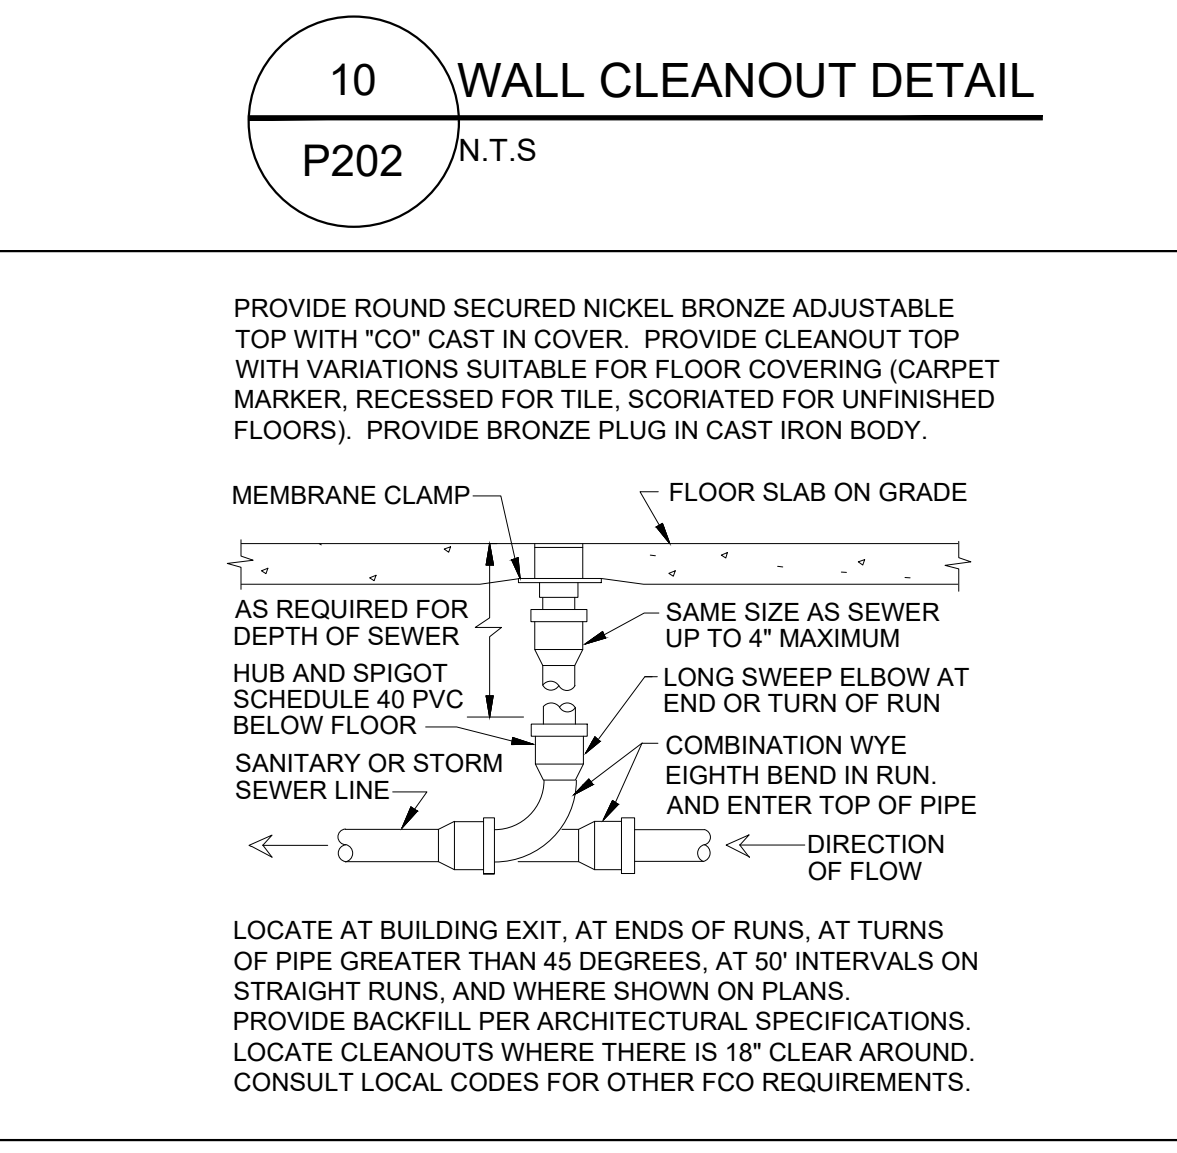 10
WALL CLEANOUT DETAIL
P202
N.T.S
PROVIDE ROUND SECURED NICKEL BRONZE ADJUSTABLE
TOP WITH "CO" CAST IN COVER. PROVIDE CLEANOUT TOP
WITH VARIATIONS SUITABLE FOR FLOOR COVERING (CARPET
MARKER, RECESSED FOR TILE, SCORIATED FOR UNFINISHED
FLOORS). PROVIDE BRONZE PLUG IN CAST IRON BODY.
MEMBRANE CLAMP
FLOOR SLAB ON GRADE
AS REQUIRED FOR
DEPTH OF SEWER
SAME SIZE AS SEWER
UP TO 4" MAXIMUM
HUB AND SPIGOT
SCHEDULE 40 PVC
BELOW FLOOR
LONG SWEEP ELBOW AT
END OR TURN OF RUN
SANITARY OR STORM
SEWER LINE
COMBINATION WYE
EIGHTH BEND IN RUN.
AND ENTER TOP OF PIPE
DIRECTION
OF FLOW
LOCATE AT BUILDING EXIT, AT ENDS OF RUNS, AT TURNS
OF PIPE GREATER THAN 45 DEGREES, AT 50' INTERVALS ON
STRAIGHT RUNS, AND WHERE SHOWN ON PLANS.
PROVIDE BACKFILL PER ARCHITECTURAL SPECIFICATIONS.
LOCATE CLEANOUTS WHERE THERE IS 18" CLEAR AROUND.
CONSULT LOCAL CODES FOR OTHER FCO REQUIREMENTS.